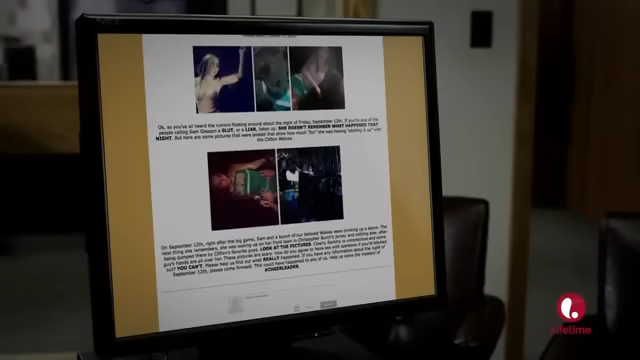 Ok, so you've all heard the rumors floating around about the night of Friday, September 12th. If you're one of the
people calling Sam Gleason a SLUT, or a LIAR, listen up: SHE DOESN'T REMEMBER WHAT HAPPENED THAT
NIGHT. But here are some pictures that were posted that show how much "fun" she was having "slutting it up" with
the Clifton Wolves.
On September 12th, right after the big game, Sam and a bunch of our beloved Wolves were drinking up a storm. The
next thing she remembers, she was waking up on her front lawn in Christopher Burch's jersey and nothing else, after
being dumped there by Clifton's favorite guys. LOOK AT THE PICTURES. Clearly Sammy is unconscious and some
guy's hands are all over her. These pictures are scary. How do you agree to have sex with someone if you're blacked
out? YOU CAN'T. Please help us find out what REALLY happened. If you have any information about the night of
September 12th, please come forward. This could have happened to any of us. Help us solve the mystery of
#CHEERLEADER.
Lifetime